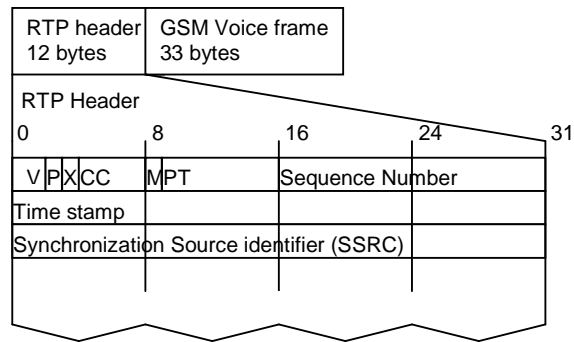 RTP header GSM Voice frame
12 bytes 33 bytes
RTP Header
0 8 16 24 31
V P X CC M PT Sequence Number
Time stamp
Synchronization Source identifier (SSRC)